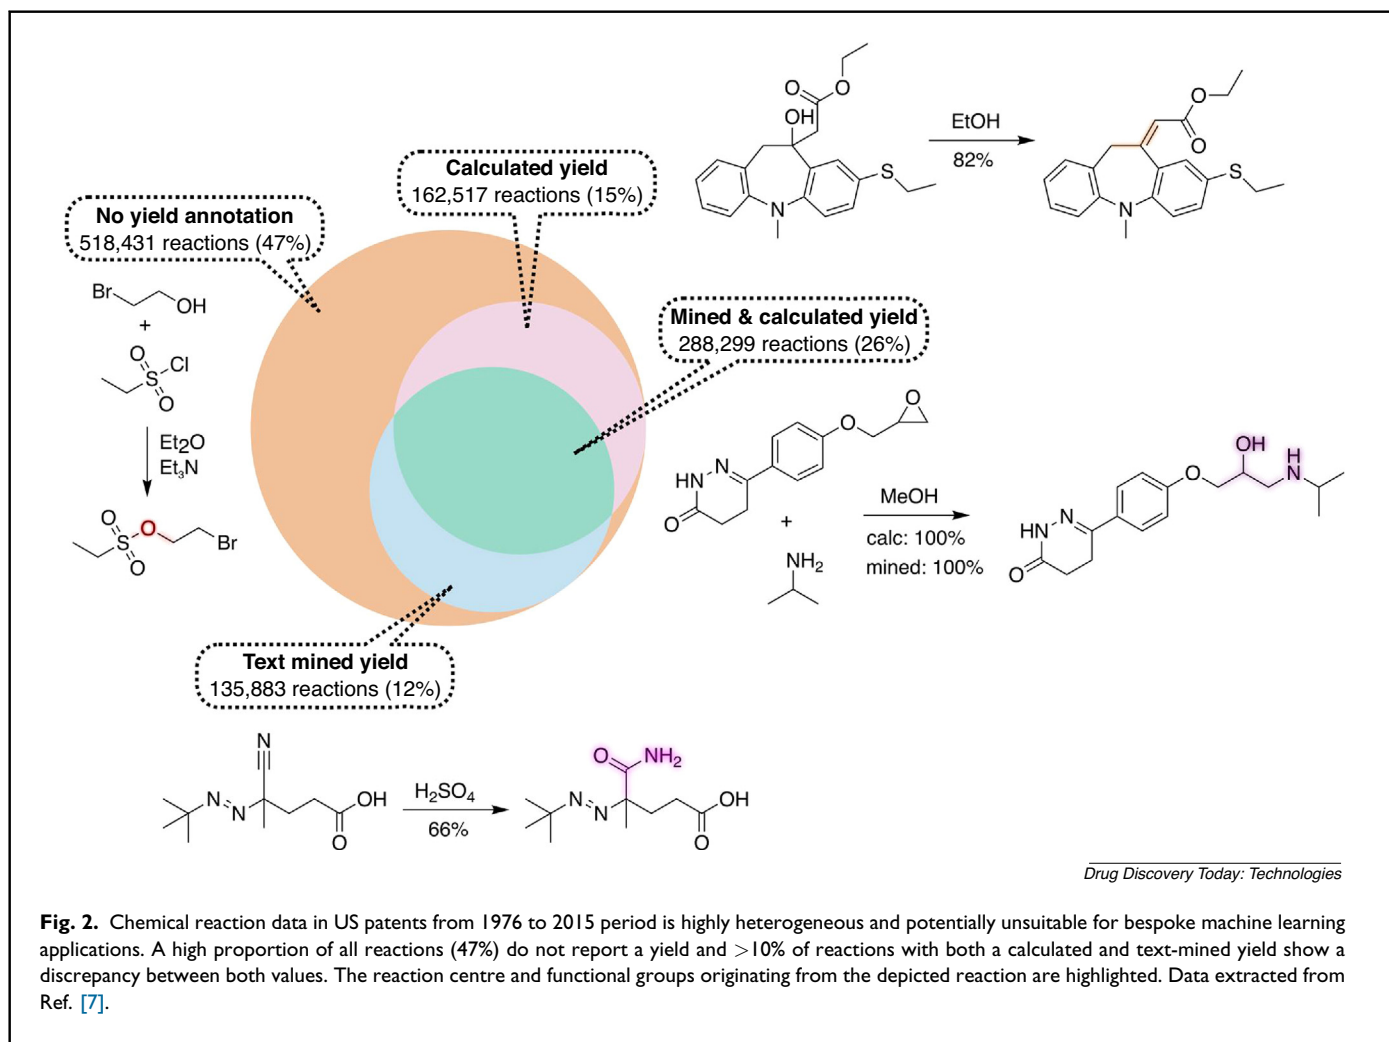 EtOH
82%
OH
O
O
N
S
O
O
N
S
Calculated yield
162,517 reactions (15%)
No yield annotation
518,431 reactions (47%)
Br
OH
+
O
S
Cl
O
Et2O
Et3N
O
S
O
O
Br
Mined & calculated yield
288,299 reactions (26%)
O
O
N
NH
O
+
NH2
MeOH
calc: 100%
mined: 100%
OH
H
N
O
N
NH
O
Text mined yield
135,883 reactions (12%)
N
N
N
OH
O
H2SO4
66%
O
NH2
N
N
OH
O
Drug Discovery Today: Technologies
Fig. 2. Chemical reaction data in US patents from 1976 to 2015 period is highly heterogeneous and potentially unsuitable for bespoke machine learning
applications. A high proportion of all reactions (47%) do not report a yield and >10% of reactions with both a calculated and text-mined yield show a
discrepancy between both values. The reaction centre and functional groups originating from the depicted reaction are highlighted. Data extracted from
Ref. [7].